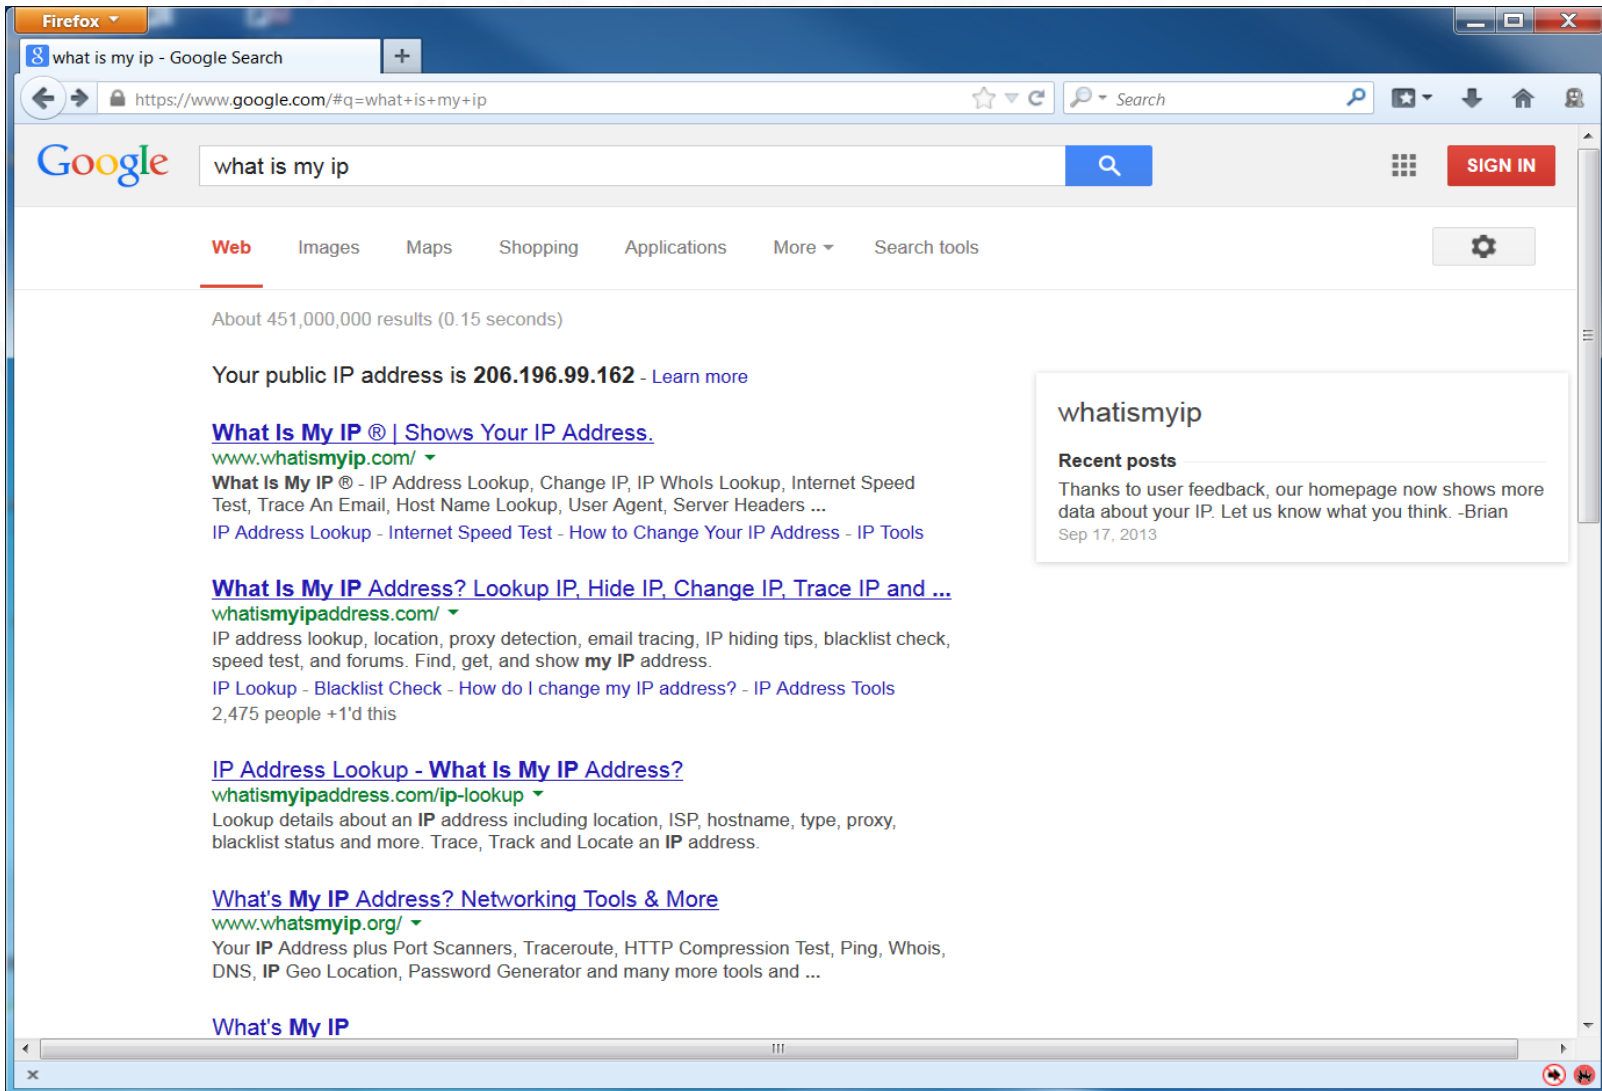 Firefox
what is my ip - Google Search
https://www.google.com/#q=what+is+my+ip
Search
Google
what is my ip
SIGN IN
Web Images Maps Shopping Applications More Search tools
About 451,000,000 results (0.15 seconds)
Your public IP address is 206.196.99.162 - Learn more
What Is My IP ® | Shows Your IP Address.
www.whatismyip.com/
What Is My IP ® - IP Address Lookup, Change IP, IP WhoIs Lookup, Internet Speed
Test, Trace An Email, Host Name Lookup, User Agent, Server Headers ...
IP Address Lookup - Internet Speed Test - How to Change Your IP Address - IP Tools
What Is My IP Address? Lookup IP, Hide IP, Change IP, Trace IP and ...
whatismyipaddress.com/
IP address lookup, location, proxy detection, email tracing, IP hiding tips, blacklist check,
speed test, and forums. Find, get, and show my IP address.
IP Lookup - Blacklist Check - How do I change my IP address? - IP Address Tools
2,475 people +1'd this
IP Address Lookup - What Is My IP Address?
whatismyipaddress.com/ip-lookup
Lookup details about an IP address including location, ISP, hostname, type, proxy,
blacklist status and more. Trace, Track and Locate an IP address.
What's My IP Address? Networking Tools & More
www.whatsmyip.org/
Your IP Address plus Port Scanners, Traceroute, HTTP Compression Test, Ping, Whois,
DNS, IP Geo Location, Password Generator and many more tools and ...
What's My IP
whatismyip
Recent posts
Thanks to user feedback, our homepage now shows more
data about your IP. Let us know what you think. -Brian
Sep 17, 2013